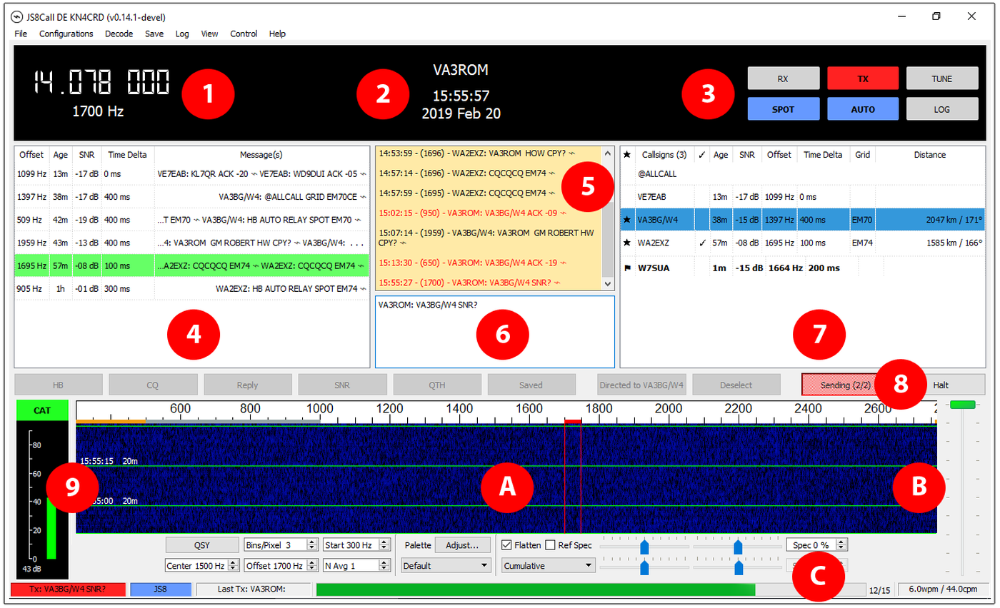 JS8Call DE KN4CRD (v0.14.1-devel)
File Configurations Decode Save Log View Control Help
14.078 000
1700 Hz
1
2
VA3ROM
15:55:57
2019 Feb 20
3
RX TX TUNE
SPOT AUTO LOG
Offset Age SNR Time Delta Message(s)
1099 Hz 13m -17 dB 0 ms VE7EAB: KL7QR ACK -20 ~ VE7EAB: WD9DUI ACK -05 ~
1397 Hz 38m -17 dB 400 ms VA3BG/W4: @ALLCALL GRID EM70CE ~
509 Hz 42m -19 dB 400 ms ...T EM70 ~ VA3BG/W4: HB AUTO RELAY SPOT EM70 ~
1959 Hz 43m -13 dB 400 ms ...4: VA3ROM GM ROBERT HW CPY? ~ VA3BG/W4: . . .
1695 Hz 57m -08 dB 100 ms ...A2EXZ: CQCQCQ EM74 ~ WA2EXZ: CQCQCQ EM74 ~
905 Hz 1h -01 dB 300 ms WA2EXZ: HB AUTO RELAY SPOT EM74 ~
4
14:53:59 - (1696) - WA2EXZ: VA3ROM HOW CPY? ~
14:57:14 - (1696) - WA2EXZ: CQCQCQ EM74 ~
14:57:59 - (1695) - WA2EXZ: CQCQCQ EM74 ~
15:02:15 - (950) - VA3ROM: VA3BG/W4 ACK -09 ~
15:07:14 - (1959) - VA3BG/W4: VA3ROM GM ROBERT HW
CPY? ~
15:13:30 - (650) - VA3ROM: VA3BG/W4 ACK -19 ~
15:55:27 - (1700) - VA3ROM: VA3BG/W4 SNR? ~
5
VA3ROM: VA3BG/W4 SNR?
6
★ Callsigns (3) ✓ Age SNR Offset Time Delta Grid Distance
@ALLCALL
VE7EAB 13m -17 dB 1099 Hz 0 ms
★ VA3BG/W4 38m -15 dB 1397 Hz 400 ms EM70 2047 km / 171°
★ WA2EXZ ✓ 57m -08 dB 1695 Hz 100 ms EM74 1585 km / 166°
W7SUA 1m -15 dB 1664 Hz 200 ms
7
HB CQ Reply SNR QTH Saved Directed to VA3BG/W4 Deselect Sending (2/2) 8 Halt
CAT
600 800 1000 1200 1400 1600 1800 2000 2200 2400 2600
-80
-60
-40
-20
-0
43 dB
15:55:15 20m
:55:00 20m
9
A
B
QSY Bins/Pixel 3 Start 300 Hz Palette Adjust... Flatten Ref Spec Spec 0 %
Center 1500 Hz Offset 1700 Hz N Avg 1 Default Cumulative
C
Tx: VA3BG/W4 SNR? JS8 Last Tx: VA3ROM: 12/15 6.0wpm / 44.0cpm